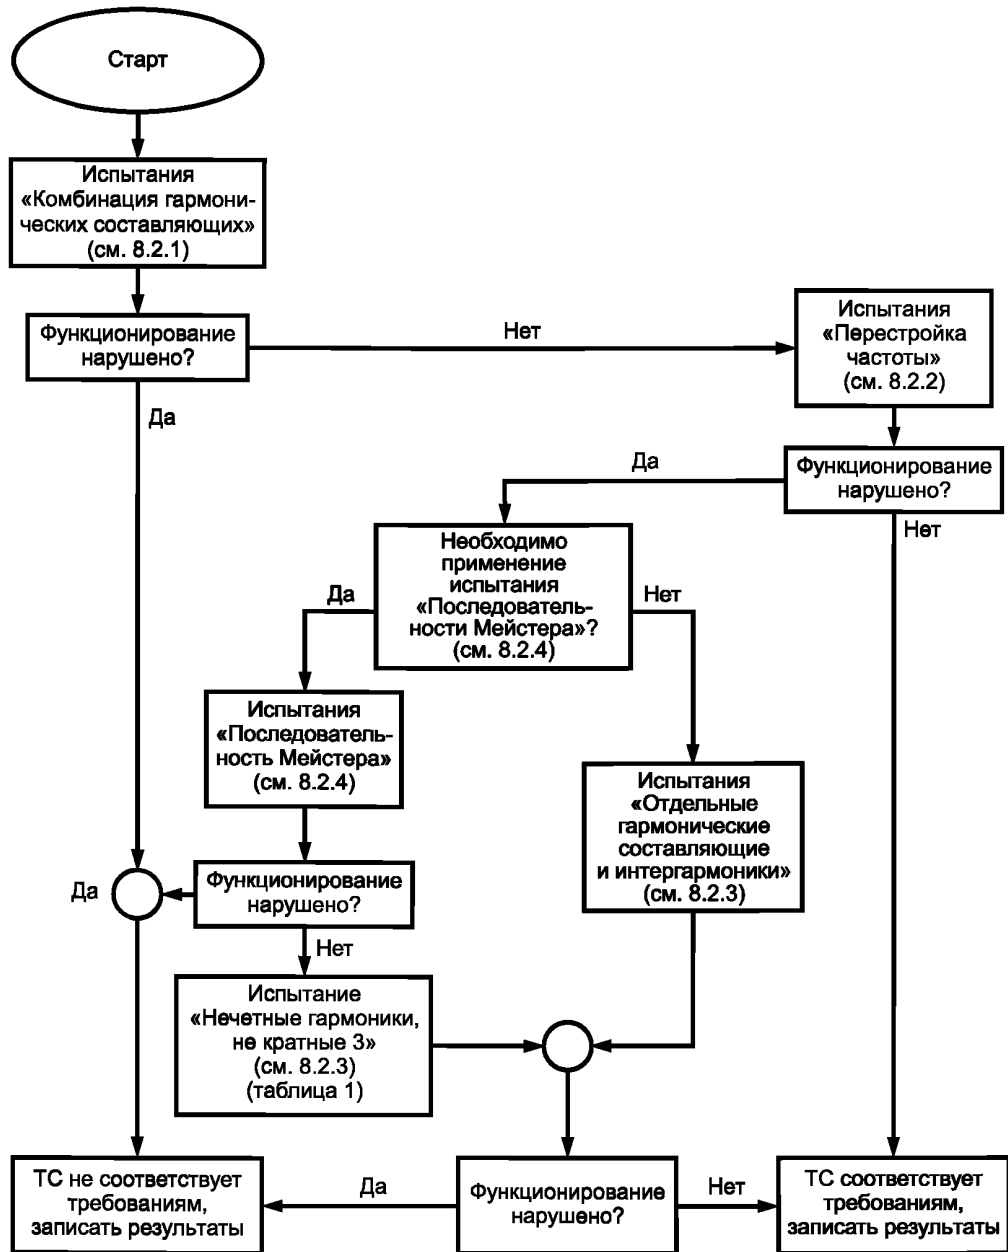 Старт
Испытания
«Комбинация гармони-
ческих составляющих»
(см. 8.2.1)
Функционирование
нарушено?
Нет
Испытания
«Перестройка
частоты»
(см. 8.2.2)
Да
Да
Функционирование
нарушено?
Нет
Необходимо
применение
испытания
«Последователь-
ности Мейстера»?
(см. 8.2.4)
Да
Нет
Испытания
«Последователь-
ность Мейстера»
(см. 8.2.4)
Испытания
«Отдельные
гармонические
составляющие
и интергармоники»
(см. 8.2.3)
Да
Функционирование
нарушено?
Нет
Испытание
«Нечетные гармоники,
не кратные 3»
(см. 8.2.3)
(таблица 1)
ТС не соответствует
требованиям,
записать результаты
Да
Функционирование
нарушено?
Нет
ТС соответствует
требованиям,
записать результаты